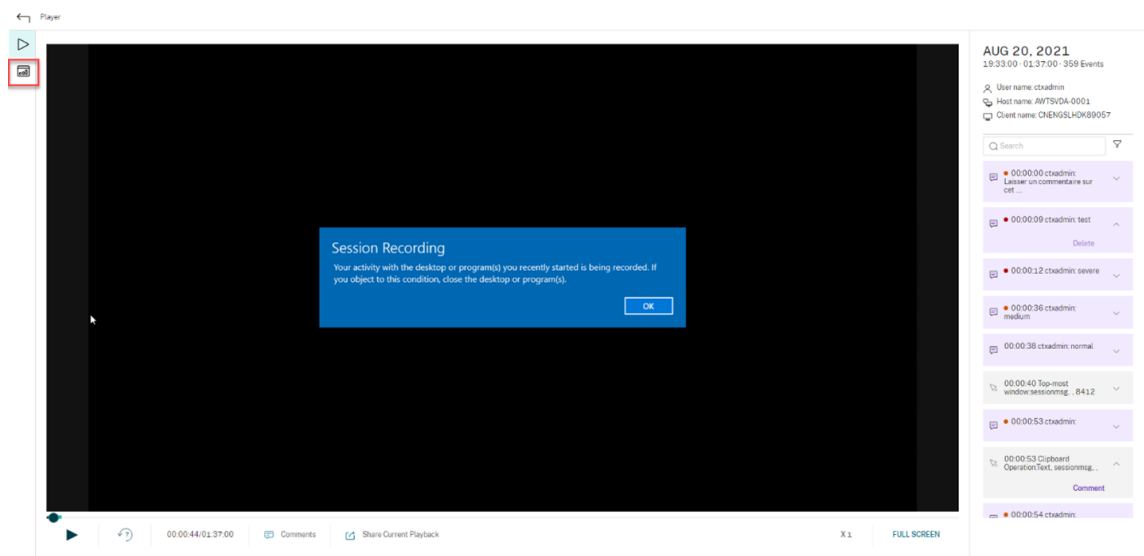 Player
AUG 20, 2021
19:33:00 - 01:37:00 - 359 Events
User name: ctxadmin
Host name: AWTSVDA-0001
Client name: CNENGSLHDK89057
Search
00:00:00 ctxadmin:
Laisser un commentaire sur
cet ...
00:00:09 ctxadmin: test
Delete
00:00:12 ctxadmin: severe
00:00:36 ctxadmin:
medium
00:00:38 ctxadmin: normal
00:00:40 Top-most
window:sessionmsg, , 8412
00:00:53 ctxadmin:
00:00:53 Clipboard
Operation:Text, sessionmsg, .
Comment
00:00:54 ctxadmin:
Session Recording
Your activity with the desktop or program(s) you recently started is being recorded. If
you object to this condition, close the desktop or program(s).
OK
00:00:44/01:37:00
Comments
Share Current Playback
X 1
FULL SCREEN